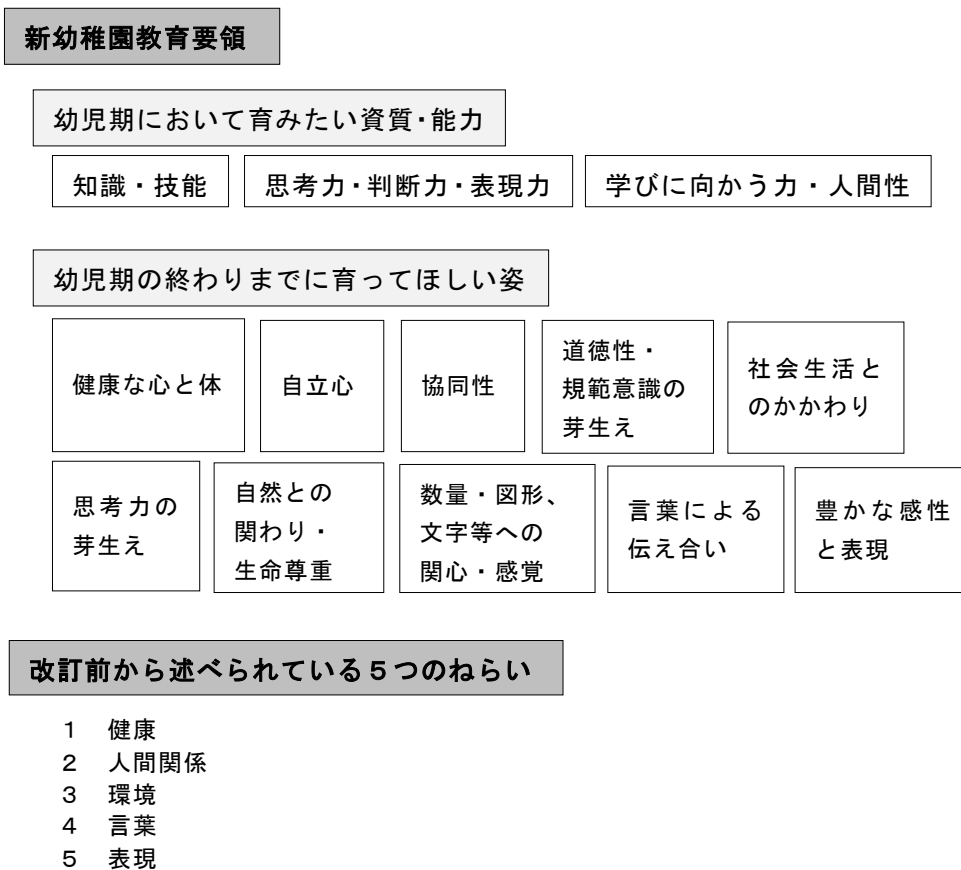 新幼稚園教育要領
幼児期において育みたい資質・能力
知識・技能
思考力・判断力・表現力
学びに向かう力・人間性
幼児期の終わりまでに育ってほしい姿
健康な心と体
自立心
協同性
道徳性・
規範意識の
芽生え
社会生活と
のかかわり
思考力の
芽生え
自然との
関わり・
生命尊重
数量・図形、
文字等への
関心・感覚
言葉による
伝え合い
豊かな感性
と表現
改訂前から述べられている５つのねらい
１　健康
２　人間関係
３　環境
４　言葉
５　表現